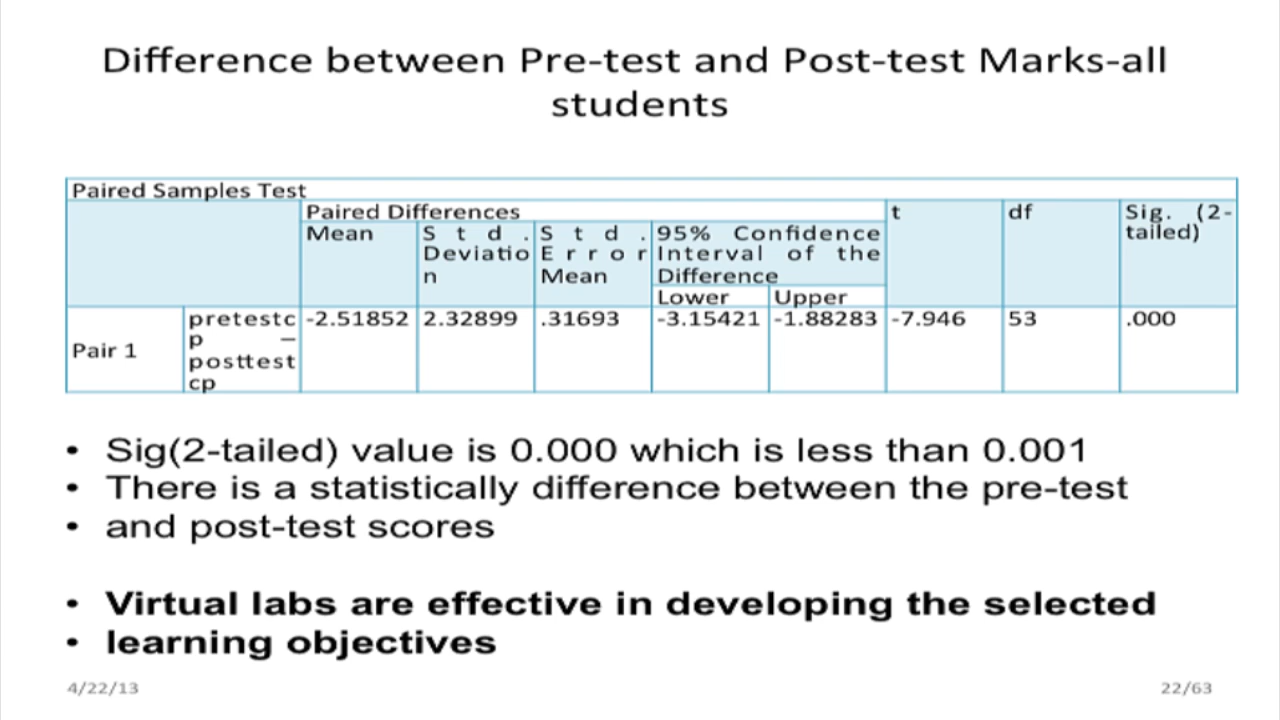 Difference between Pre-test and Post-test Marks-all
students
Paired Samples Test
Paired Differences
t
df
Sig. (2-
tailed)
Mean
Std.
Deviatio
n
Std.
Error
Mean
95% Confidence
Interval of the
Difference
Lower
Upper
Pair 1
pretestc
p –
posttest
cp
-2.51852
2.32899
.31693
-3.15421
-1.88283
-7.946
53
.000
• Sig(2-tailed) value is 0.000 which is less than 0.001
• There is a statistically difference between the pre-test
• and post-test scores
• Virtual labs are effective in developing the selected
• learning objectives
4/22/13
22/63